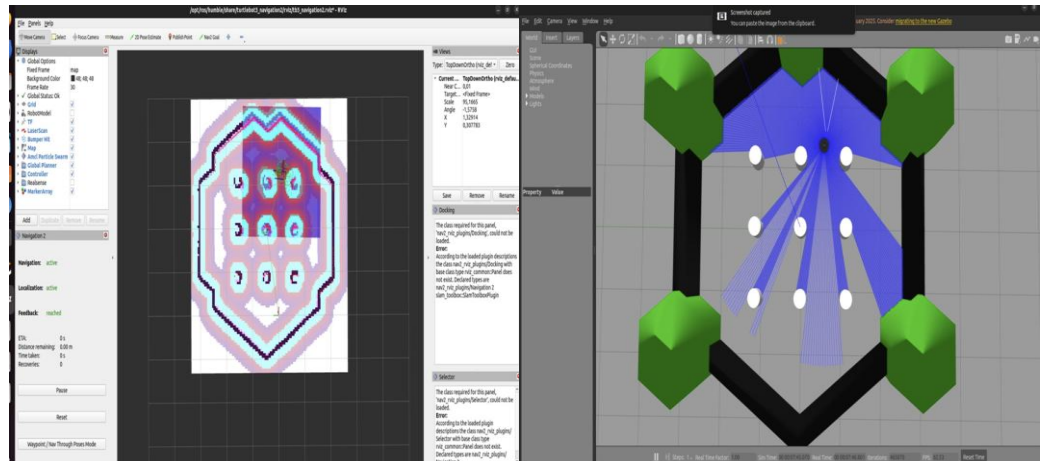 /opt/ros/humble/share/turtlebot3_navigation2/rviz/tb3_navigation2.rviz* - RViz
File Panels Help
Move Camera Select Focus Camera Measure 2D Pose Estimate Publish Point Nav2 Goal
Displays
Global Options
Fixed Frame map
Background Color 48; 48; 48
Frame Rate 30
Global Status: Ok
Grid
RobotModel
TF
LaserScan
Bumper Hit
Map
Amcl Particle Swarm
Global Planner
Controller
Realsense
MarkerArray
Add Duplicate Remove Rename
Navigation 2
Navigation: active
Localization: active
Feedback: reached
ETA: 0 s
Distance remaining: 0.00 m
Time taken: 0 s
Recoveries: 0
Pause
Reset
Waypoint / Nav Through Poses Mode
Views
Type: TopDownOrtho (rviz_def Zero
Current ... TopDownOrtho (rviz_defau...
Near C... 0,01
Target... <Fixed Frame>
Scale
Angle -1,5738
X 1,32914
Y 0,307783
Save Remove Rename
Docking
The class required for this panel,
'nav2_rviz_plugins/Docking', could not be
loaded.
Error:
According to the loaded plugin descriptions
the class nav2_rviz_plugins/Docking with
base class type rviz_common::Panel does
not exist. Declared types are
nav2_rviz_plugins/Navigation 2
slam_toolbox::SlamToolboxPlugin
Selector
The class required for this panel,
'nav2_rviz_plugins/Selector', could not be
loaded.
Error:
According to the loaded plugin
descriptions the class nav2_rviz_plugins/
Selector with base class type
rviz_common::Panel does not exist.
Declared types are nav2_rviz_plugins/
File Edit Camera View Window Help
Screenshot captured
You can paste the image from the clipboard.
uary 2025. Consider migrating to the new Gazebo
World Insert Layers
GUI
Scene
Spherical Coordinates
Physics
Atmosphere
Wind
Models
Lights
Property Value
Real Time Factor:
Sim Time:
Real Time:
Iterations:
FPS:
Reset Time